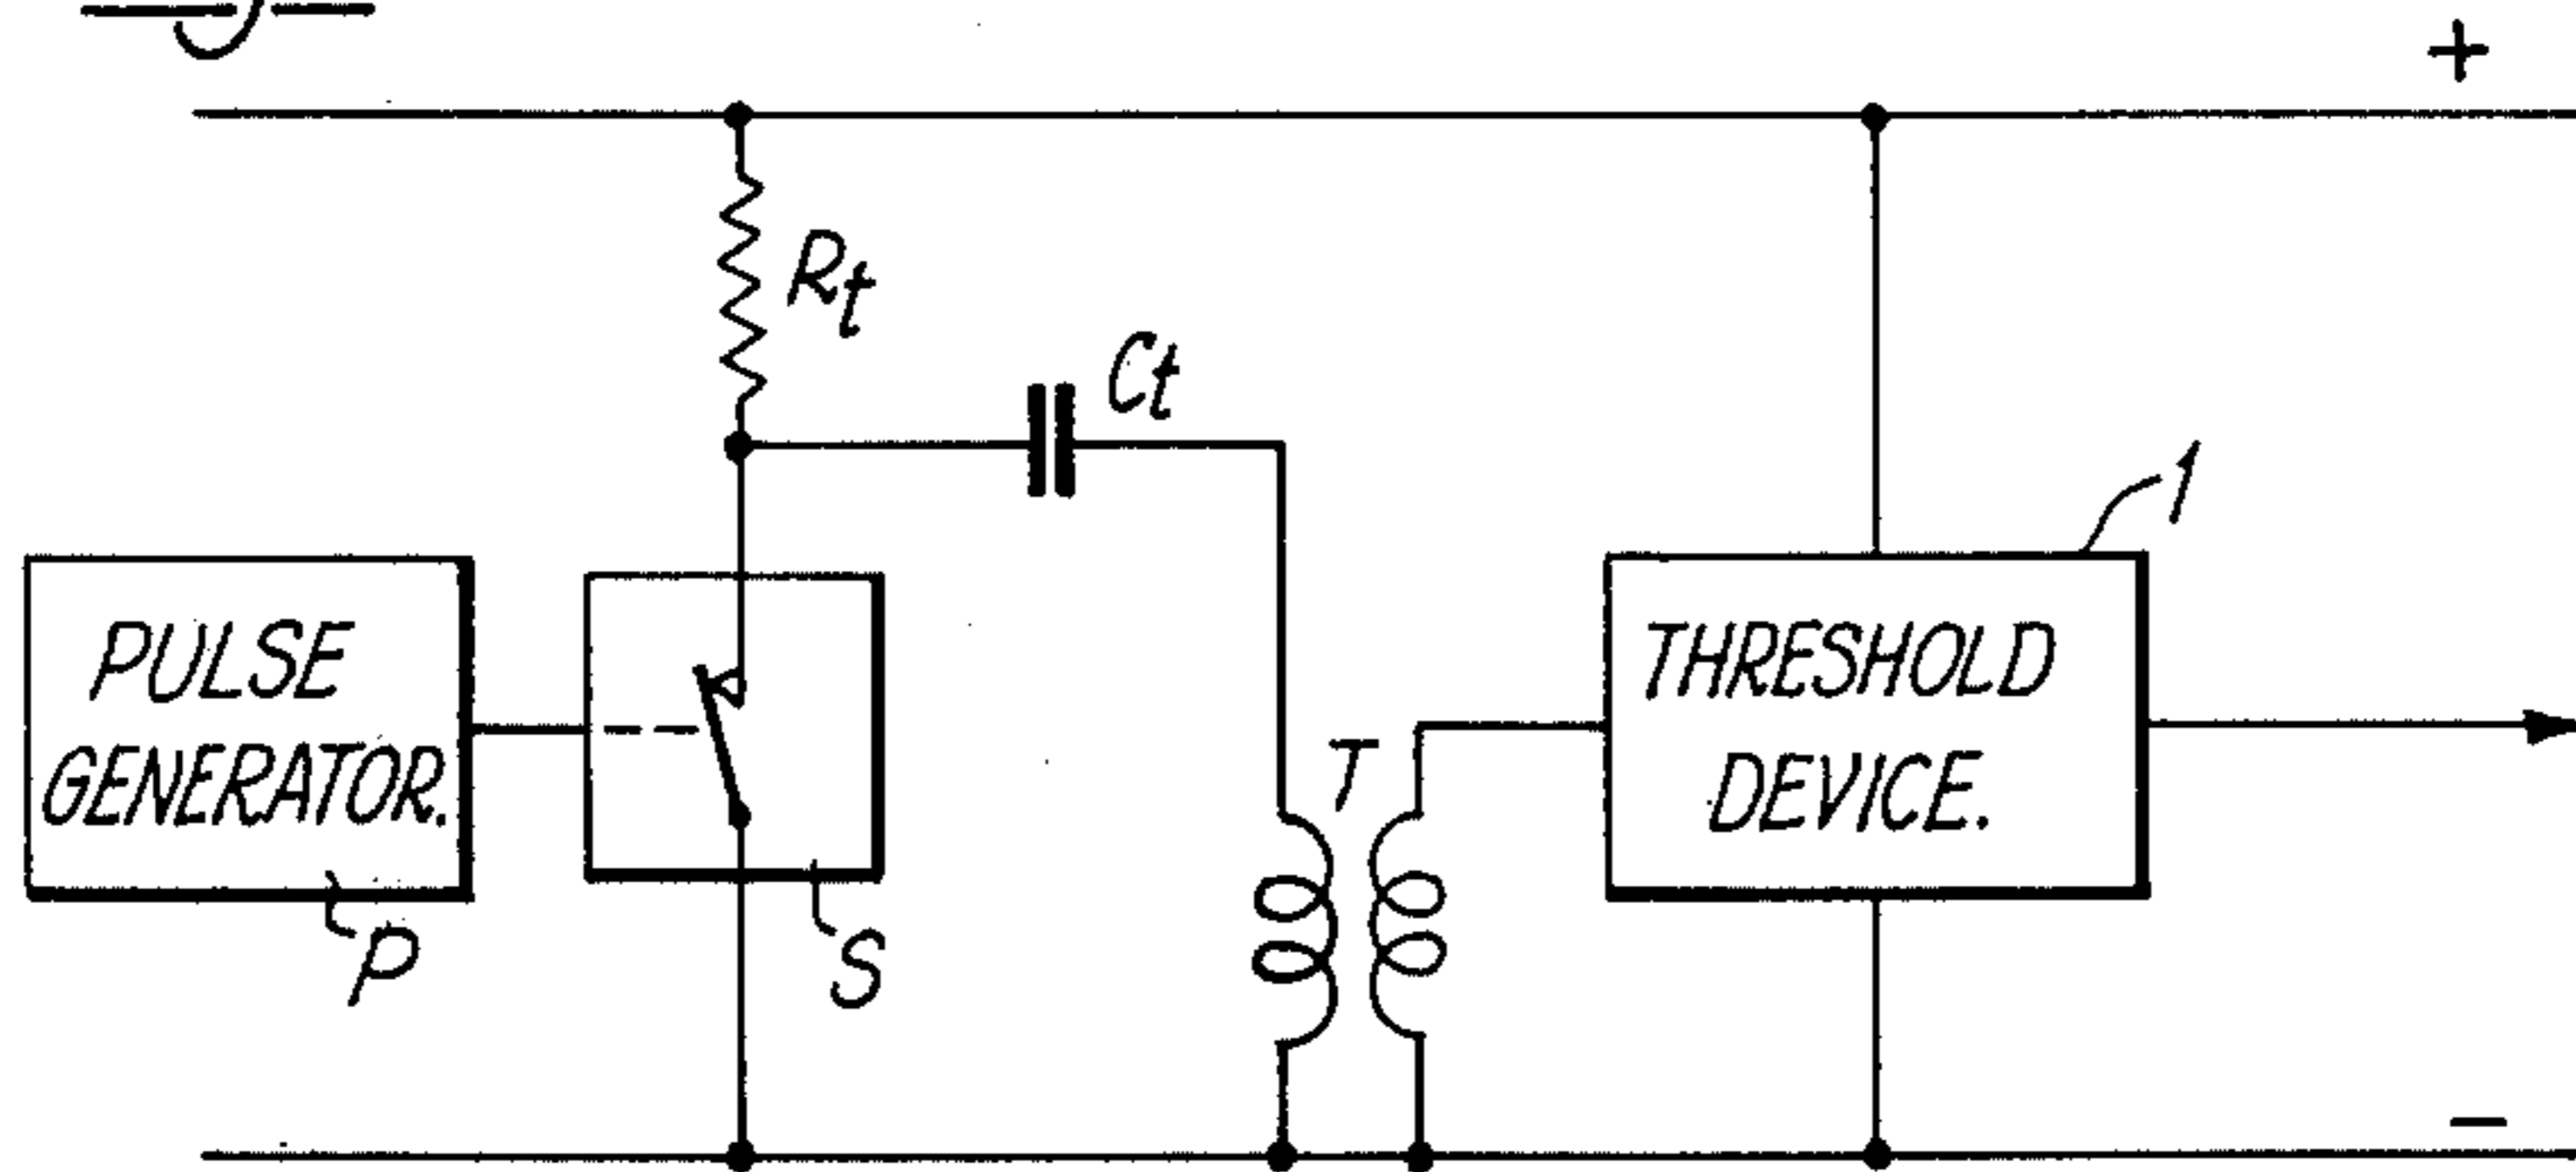 +
Rt
Ct
1
PULSE
GENERATOR.
THRESHOLD
DEVICE.
T
P
S
−